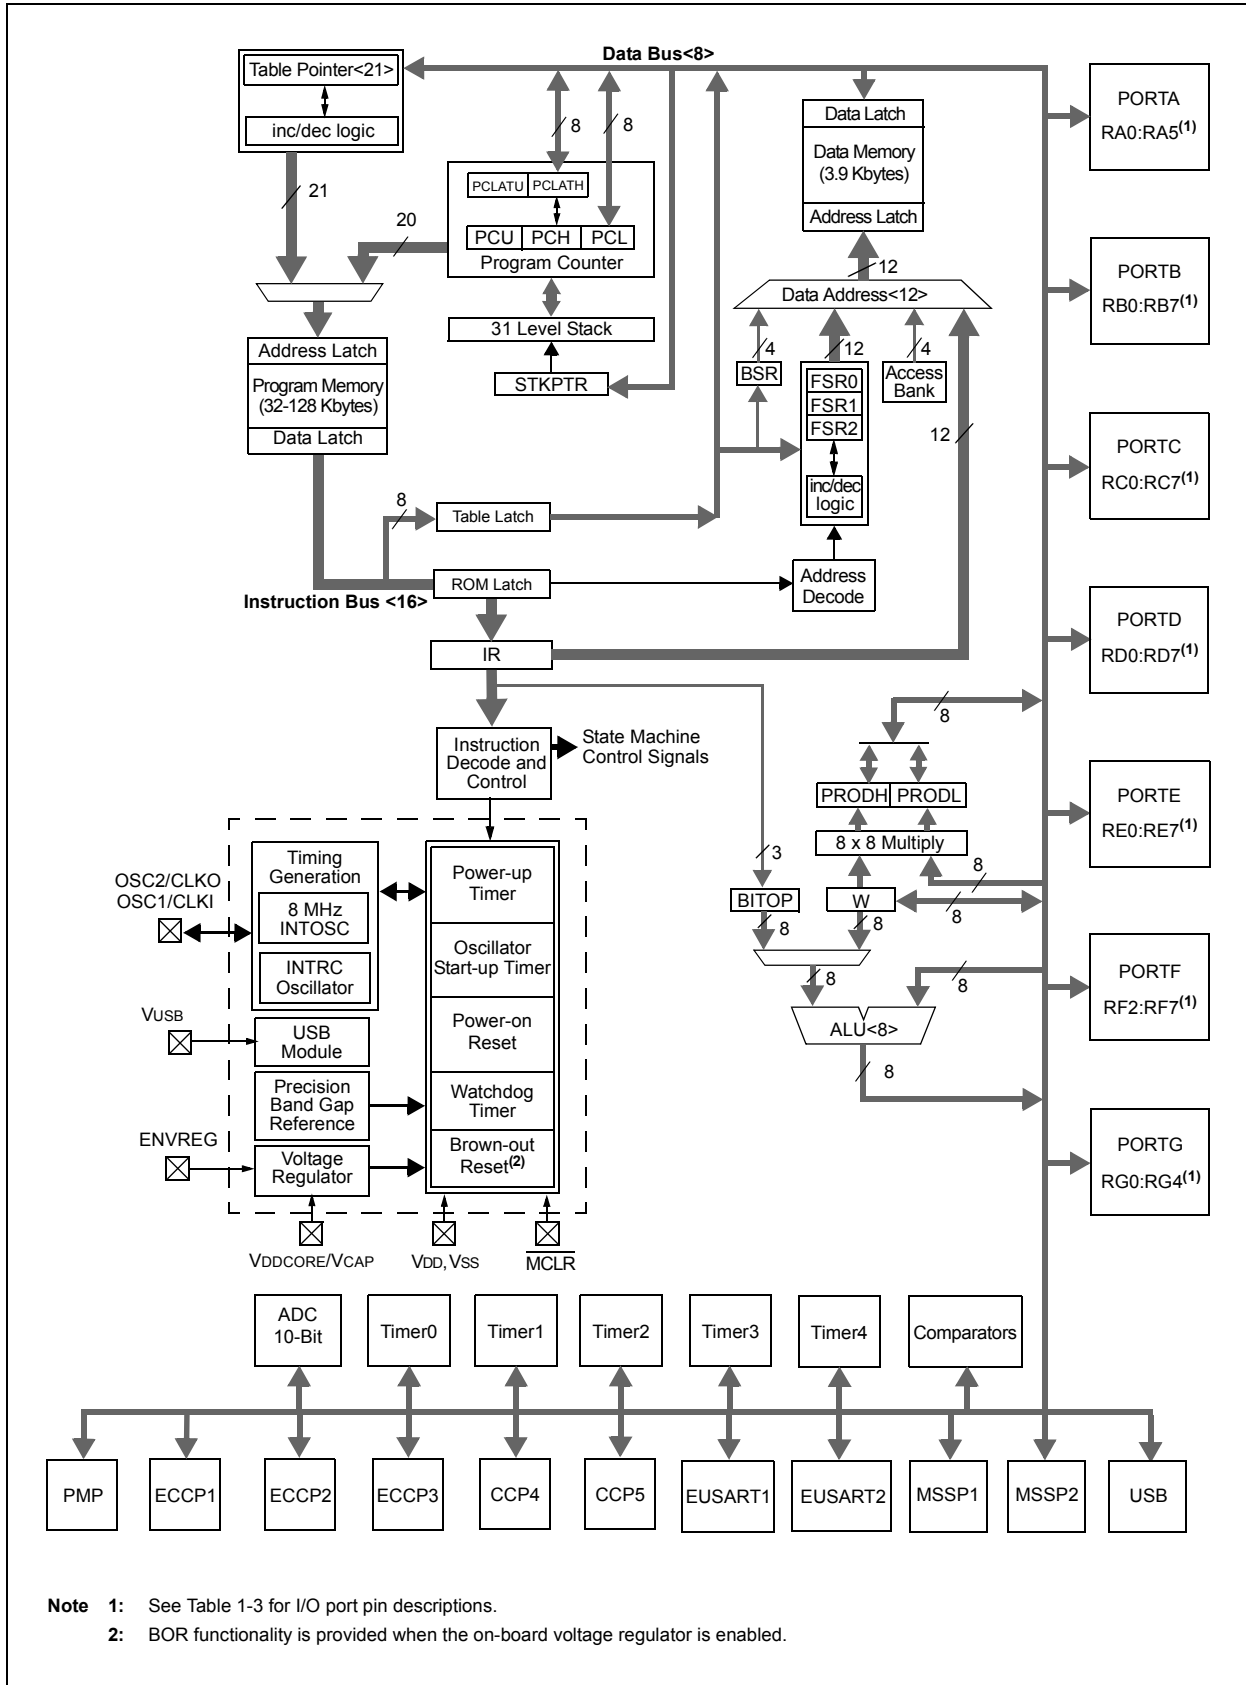 Data Bus<8>
Table Pointer<21>
inc/dec logic
21
20
8
8
PCLATU
PCLATH
PCU
PCH
PCL
Program Counter
31 Level Stack
STKPTR
Address Latch
Program Memory
(32-128 Kbytes)
Data Latch
Data Latch
Data Memory
(3.9 Kbytes)
Address Latch
12
Data Address<12>
4
12
4
BSR
FSR0
FSR1
FSR2
inc/dec
logic
Access
Bank
12
8
Table Latch
ROM Latch
Instruction Bus <16>
Address
Decode
IR
Instruction
Decode and
Control
State Machine
Control Signals
8
PRODH
PRODL
8 x 8 Multiply
3
8
BITOP
W
8
8
8
8
8
ALU<8>
8
OSC2/CLKO
OSC1/CLKI
Timing
Generation
8 MHz
INTOSC
INTRC
Oscillator
VUSB
USB
Module
Precision
Band Gap
Reference
ENVREG
Voltage
Regulator
Power-up
Timer
Oscillator
Start-up Timer
Power-on
Reset
Watchdog
Timer
Brown-out
Reset(2)
VDDCORE/VCAP
VDD, VSS
MCLR
PORTA
RA0:RA5(1)
PORTB
RB0:RB7(1)
PORTC
RC0:RC7(1)
PORTD
RD0:RD7(1)
PORTE
RE0:RE7(1)
PORTF
RF2:RF7(1)
PORTG
RG0:RG4(1)
ADC
10-Bit
Timer0
Timer1
Timer2
Timer3
Timer4
Comparators
PMP
ECCP1
ECCP2
ECCP3
CCP4
CCP5
EUSART1
EUSART2
MSSP1
MSSP2
USB
Note 1: See Table 1-3 for I/O port pin descriptions.
2: BOR functionality is provided when the on-board voltage regulator is enabled.